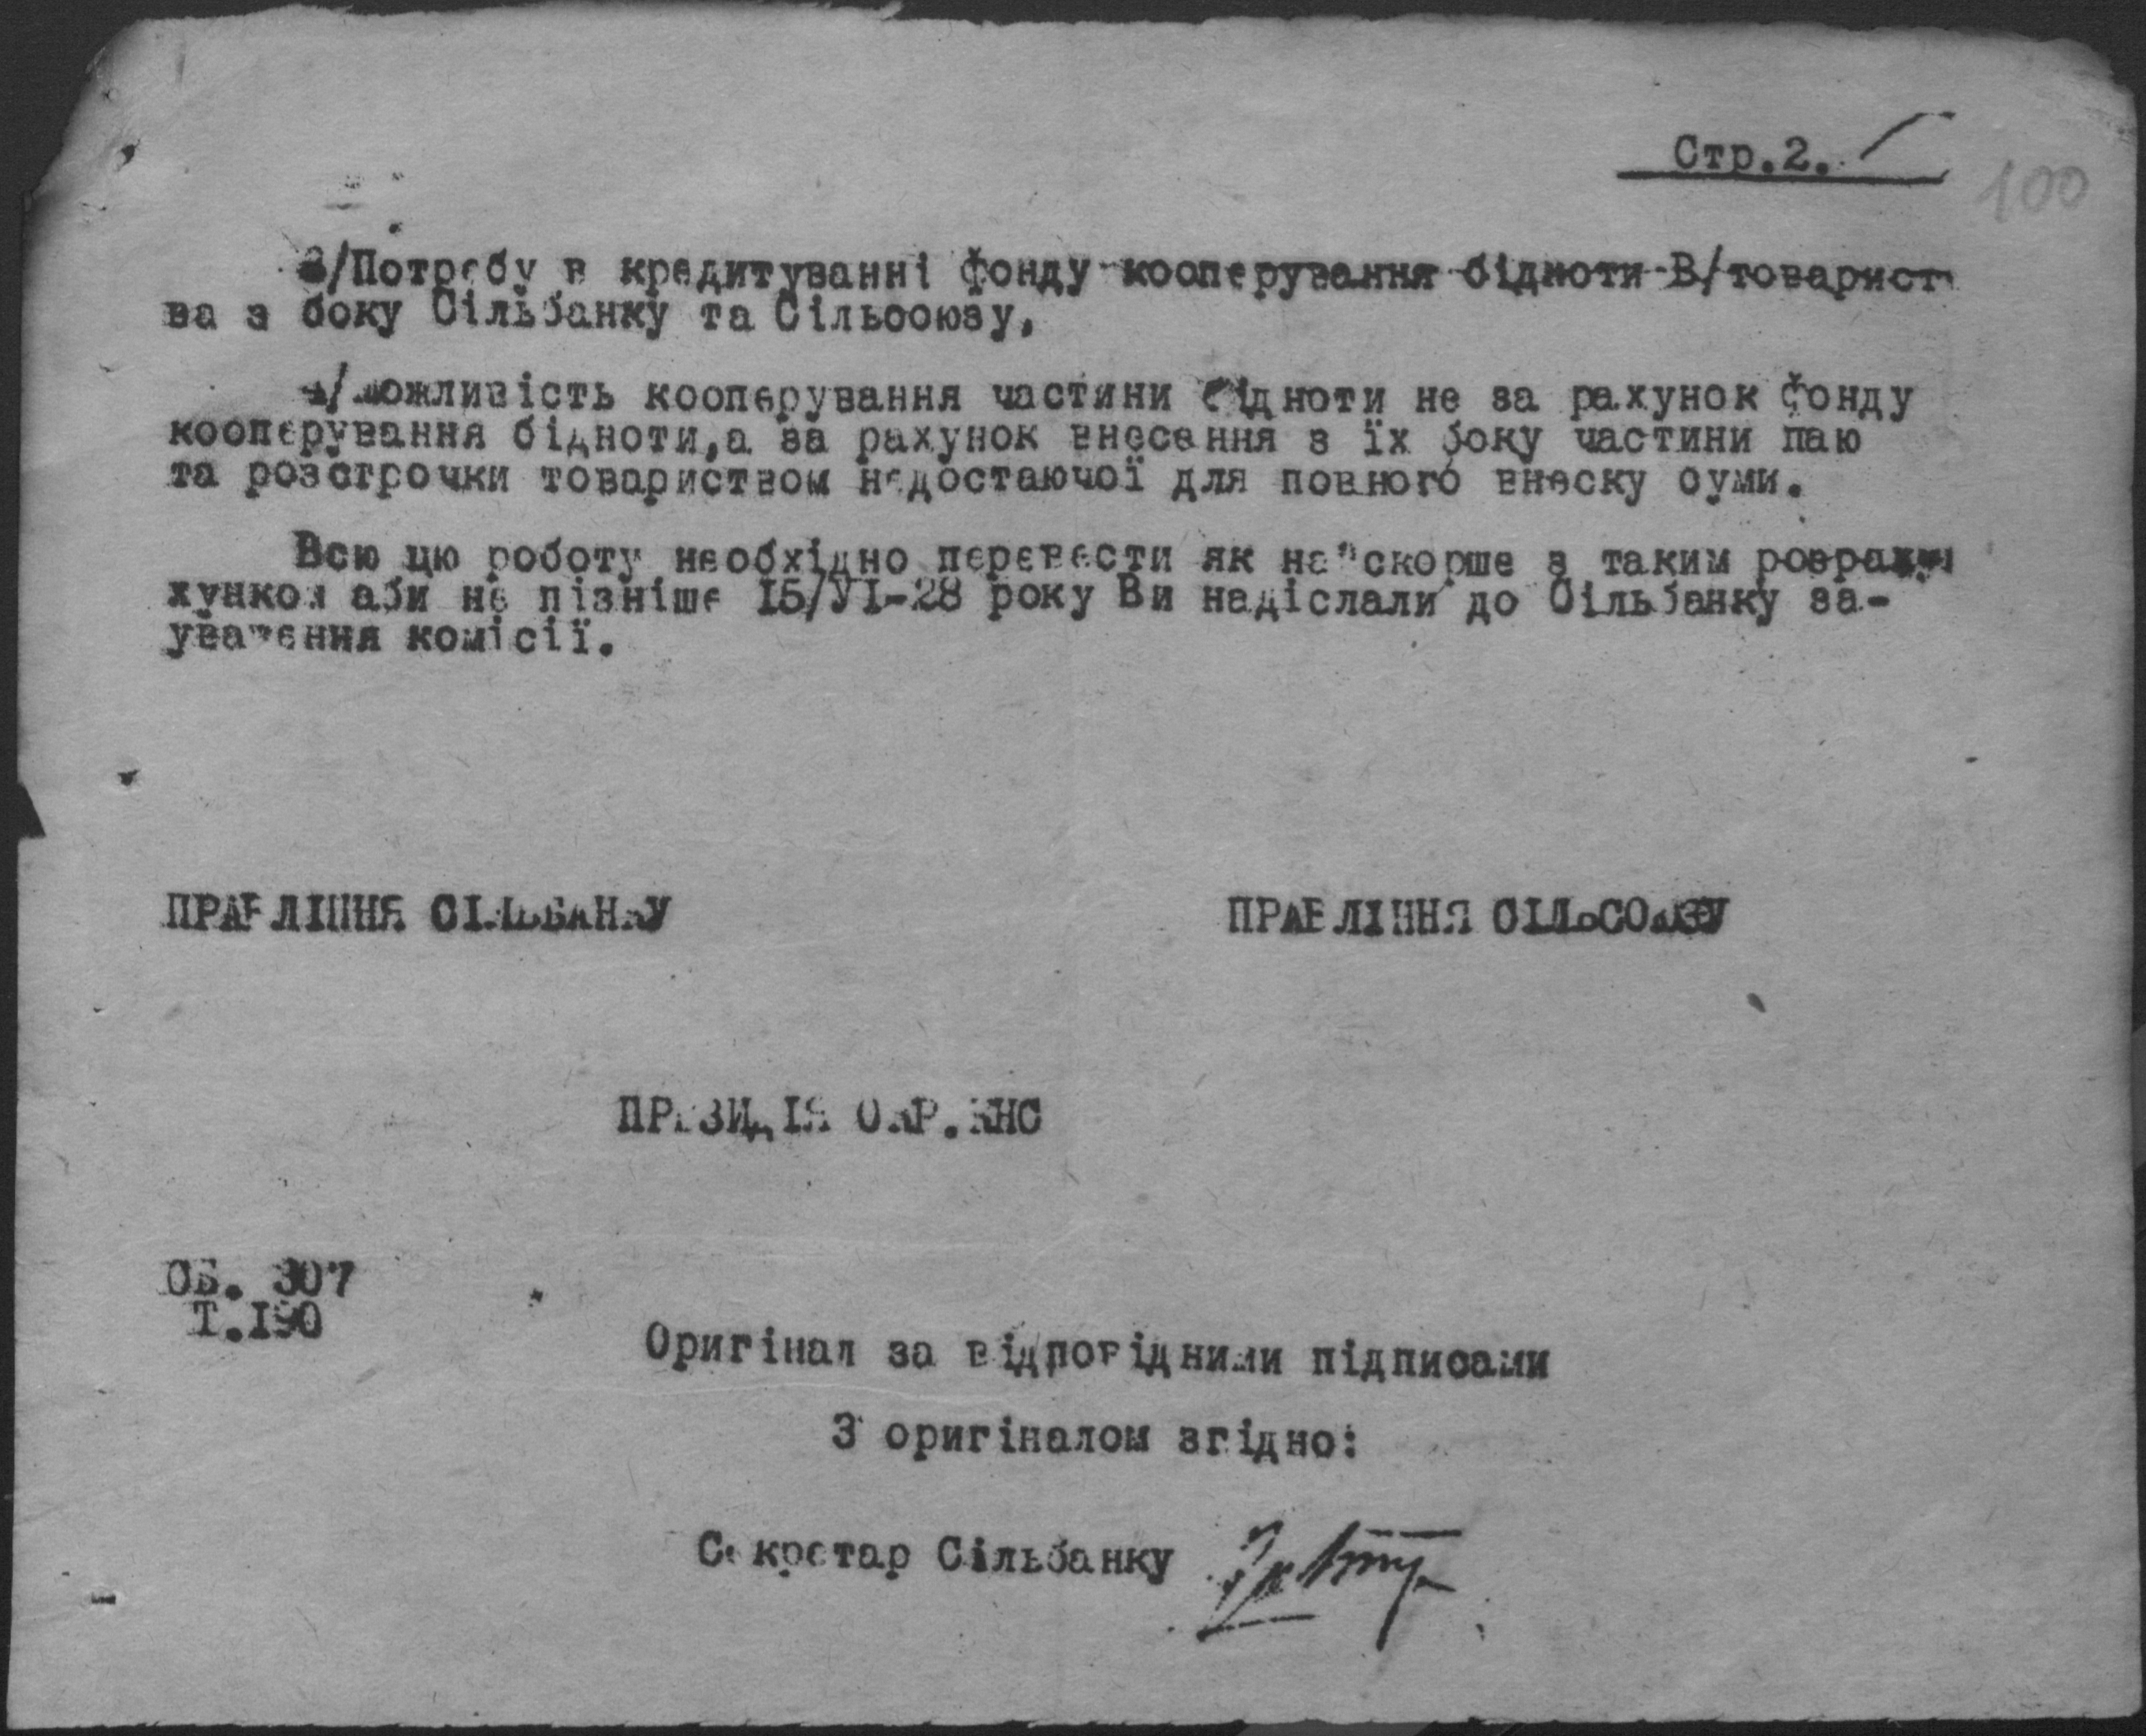 Стр.2.
100
3/Потребу в кредитуванні фонду кооперування бідноти В/товарист
ва з боку Сільбанку та Сільсоюзу,
4/можливість кооперування частини бідноти не за рахунок фонду
кооперування бідноти,а за рахунок внесення з їх боку частини паю
та розстрочки товариством недостаючої для повного внеску суми.
Всю цю роботу необхідно перевести як найскорше з таким розраху
хунком аби не пізніше 15/УІ-28 року Ви надіслали до Сільбанку за-
уваження комісії.
ПРАВЛІННЯ СІЛЬБАНКУ
ПРАВЛІННЯ СІЛЬСОЮЗУ
ПРЕЗИДІЯ ОКР.КНС
ОБ. 307
Т.190
Оригінал за відповідними підписами
З оригіналом згідно:
Секретар Сільбанку